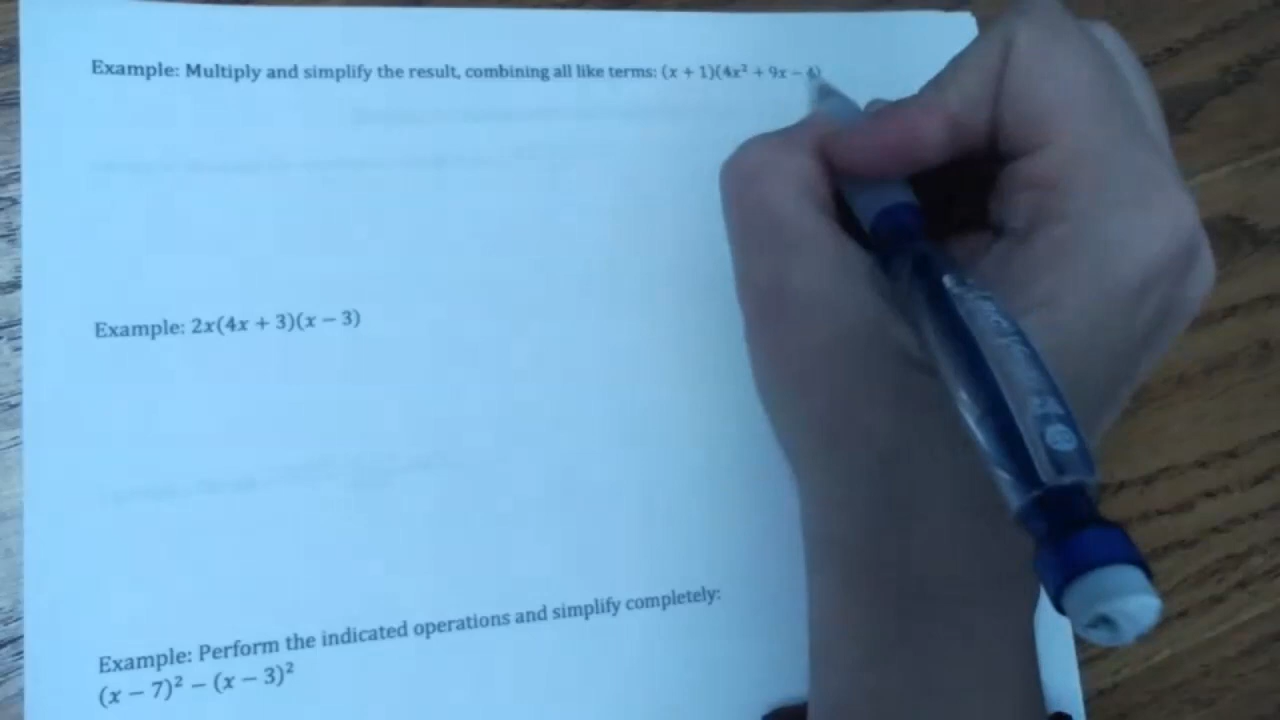 Example: Multiply and simplify the result, combining all like terms: (x + 1)(4x² + 9x − 4)
Example: 2x(4x + 3)(x − 3)
Example: Perform the indicated operations and simplify completely:
(x − 7)² − (x − 3)²